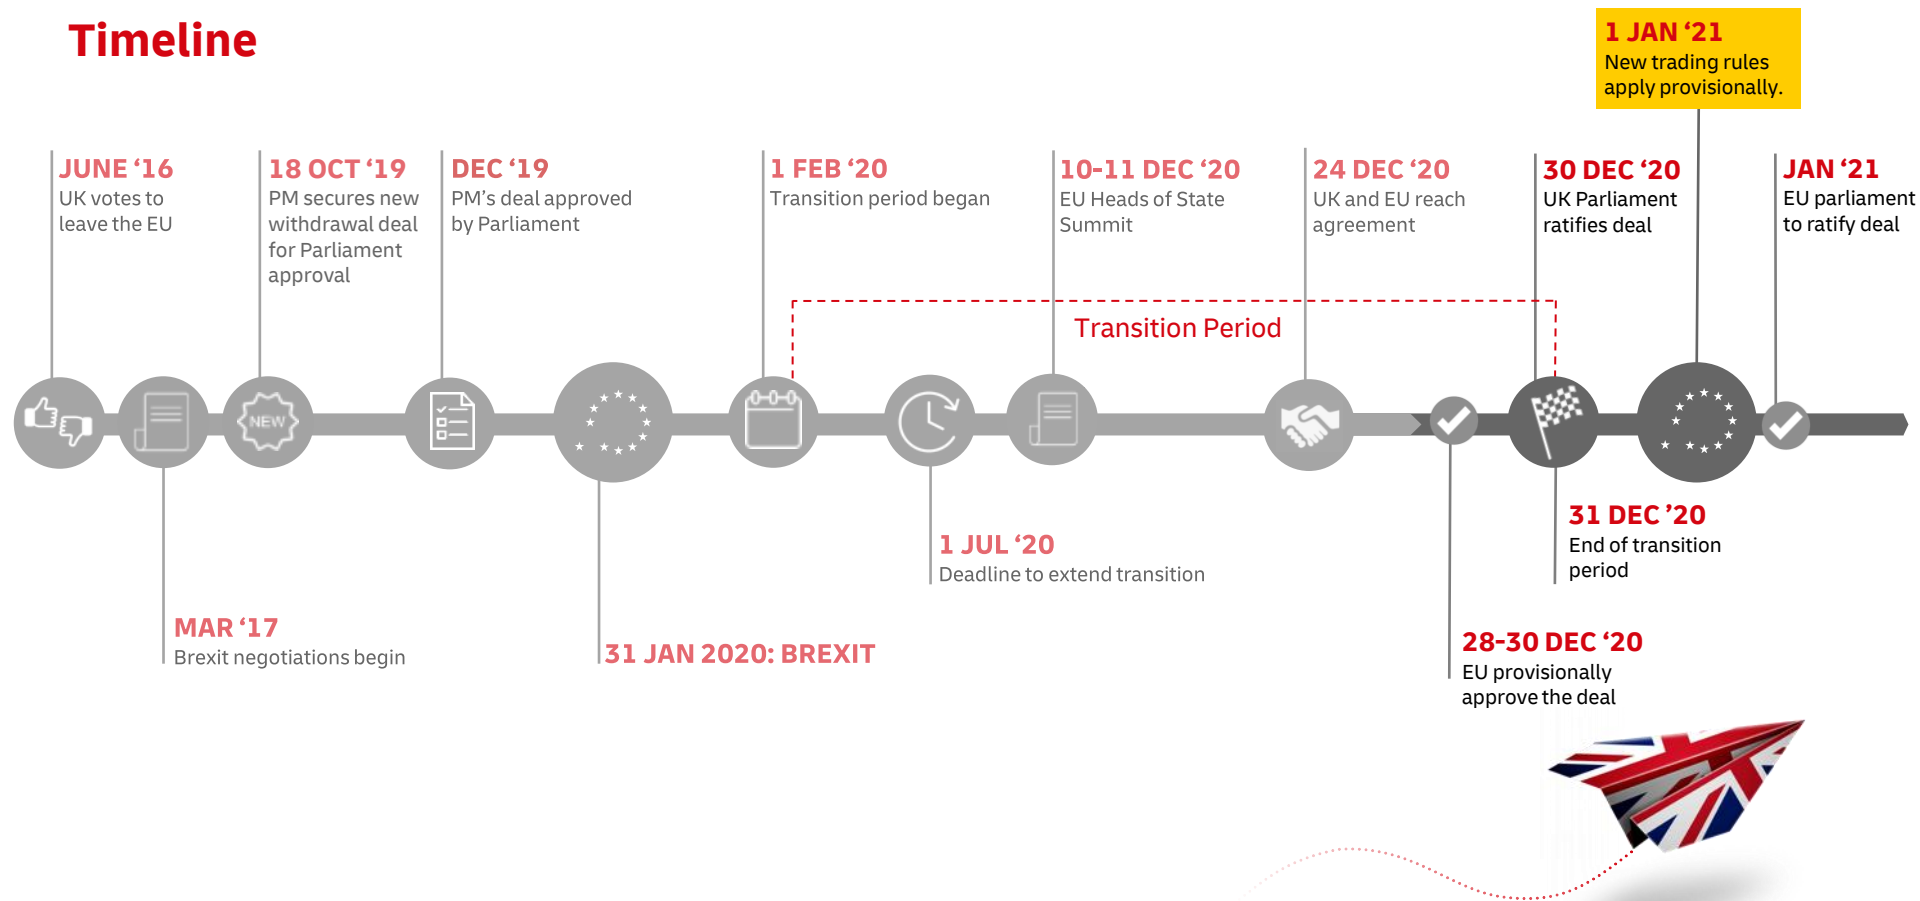 Timeline
1 JAN ‘21
New trading rules
apply provisionally.
JUNE ‘16
UK votes to
leave the EU
18 OCT ‘19
PM secures new
withdrawal deal
for Parliament
approval
DEC ‘19
PM’s deal approved
by Parliament
1 FEB ‘20
Transition period began
10-11 DEC ‘20
EU Heads of State
Summit
24 DEC ‘20
UK and EU reach
agreement
30 DEC ‘20
UK Parliament
ratifies deal
JAN ‘21
EU parliament
to ratify deal
Transition Period
NEW
31 DEC ’20
End of transition
period
1 JUL ‘20
Deadline to extend transition
MAR ‘17
Brexit negotiations begin
31 JAN 2020: BREXIT
28-30 DEC ‘20
EU provisionally
approve the deal